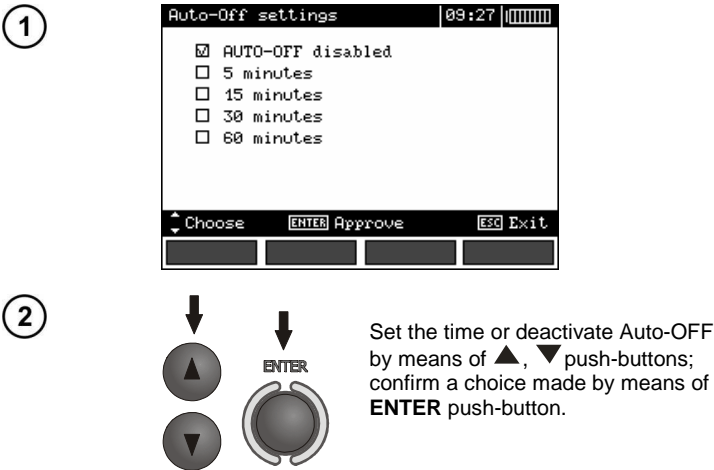 1
Auto-Off settings 09:27
☑ AUTO-OFF disabled
☐ 5 minutes
☐ 15 minutes
☐ 30 minutes
☐ 60 minutes
Choose ENTER Approve ESC Exit
2
ENTER
Set the time or deactivate Auto-OFF
by means of ▲, ▼ push-buttons;
confirm a choice made by means of
ENTER push-button.